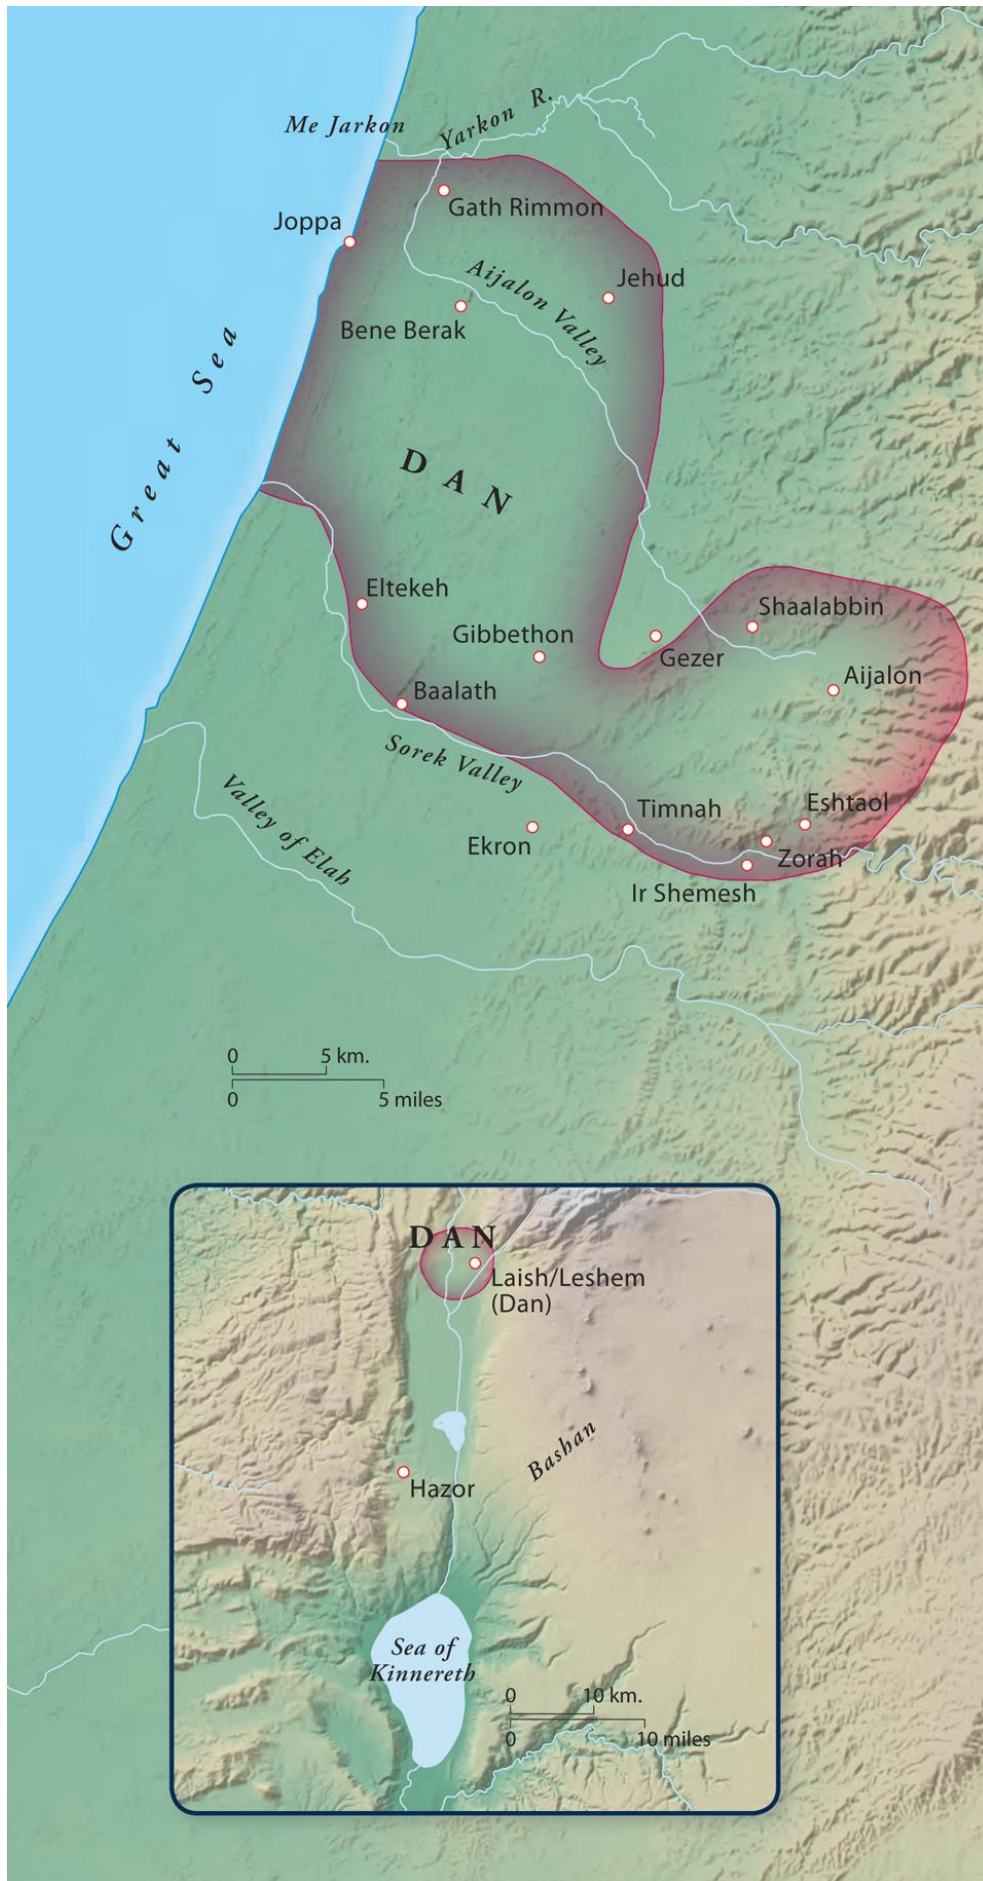 Me Jarkon
Yarkon R.
Gath Rimmon
Joppa
Aijalon Valley
Jehud
Bene Berak
Great Sea
DAN
Eltekeh
Shaalabbin
Gibbethon
Gezer
Aijalon
Baalath
Sorek Valley
Valley of Elah
Timnah
Eshtaol
Ekron
Zorah
Ir Shemesh
0 5 km.
0 5 miles
DAN
Laish/Leshem
(Dan)
Bashan
Hazor
Sea of
Kinnereth
0 10 km.
0 10 miles